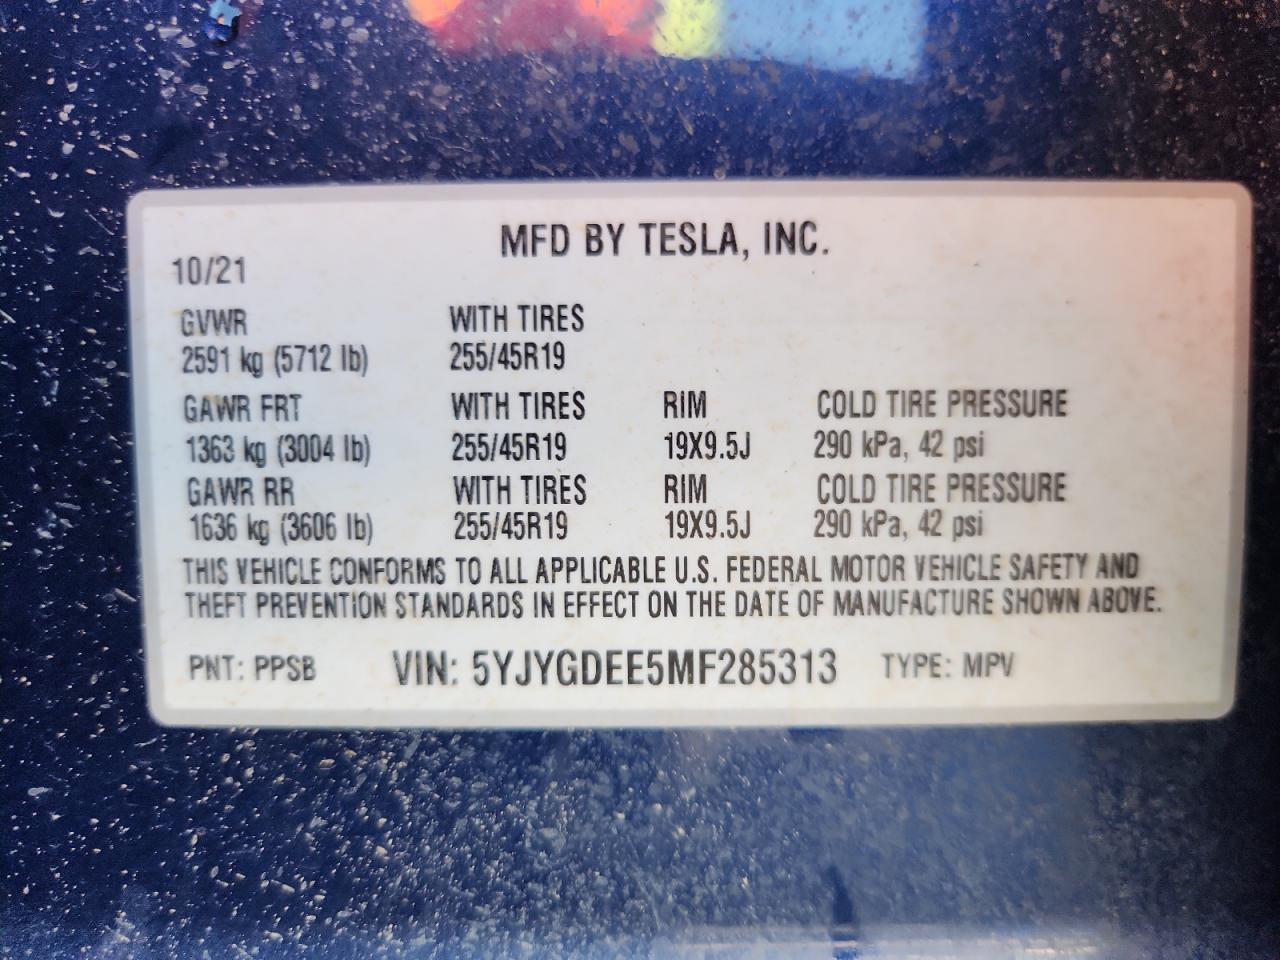 MFD BY TESLA, INC.
10/21
GVWR WITH TIRES
2591 kg (5712 lb) 255/45R19
GAWR FRT WITH TIRES RIM COLD TIRE PRESSURE
1363 kg (3004 lb) 255/45R19 19X9.5J 290 kPa, 42 psi
GAWR RR WITH TIRES RIM COLD TIRE PRESSURE
1636 kg (3606 lb) 255/45R19 19X9.5J 290 kPa, 42 psi
THIS VEHICLE CONFORMS TO ALL APPLICABLE U.S. FEDERAL MOTOR VEHICLE SAFETY AND
THEFT PREVENTION STANDARDS IN EFFECT ON THE DATE OF MANUFACTURE SHOWN ABOVE.
PNT: PPSB VIN: 5YJYGDEE5MF285313 TYPE: MPV